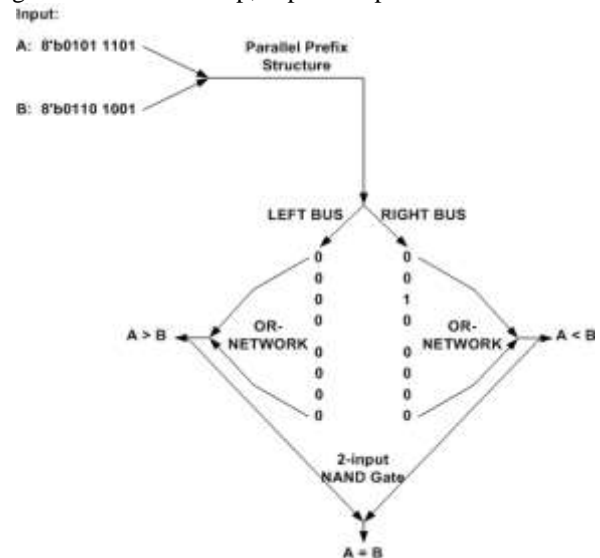 Input:
A: 8'b0101 1101
Parallel Prefix
Structure
B: 8'b0110 1001
LEFT BUS RIGHT BUS
0 0
0 0
0 1
0 0
A > B OR-
NETWORK OR-
NETWORK A < B
0 0
0 0
0 0
0 0
2-input
NAND Gate
A = B